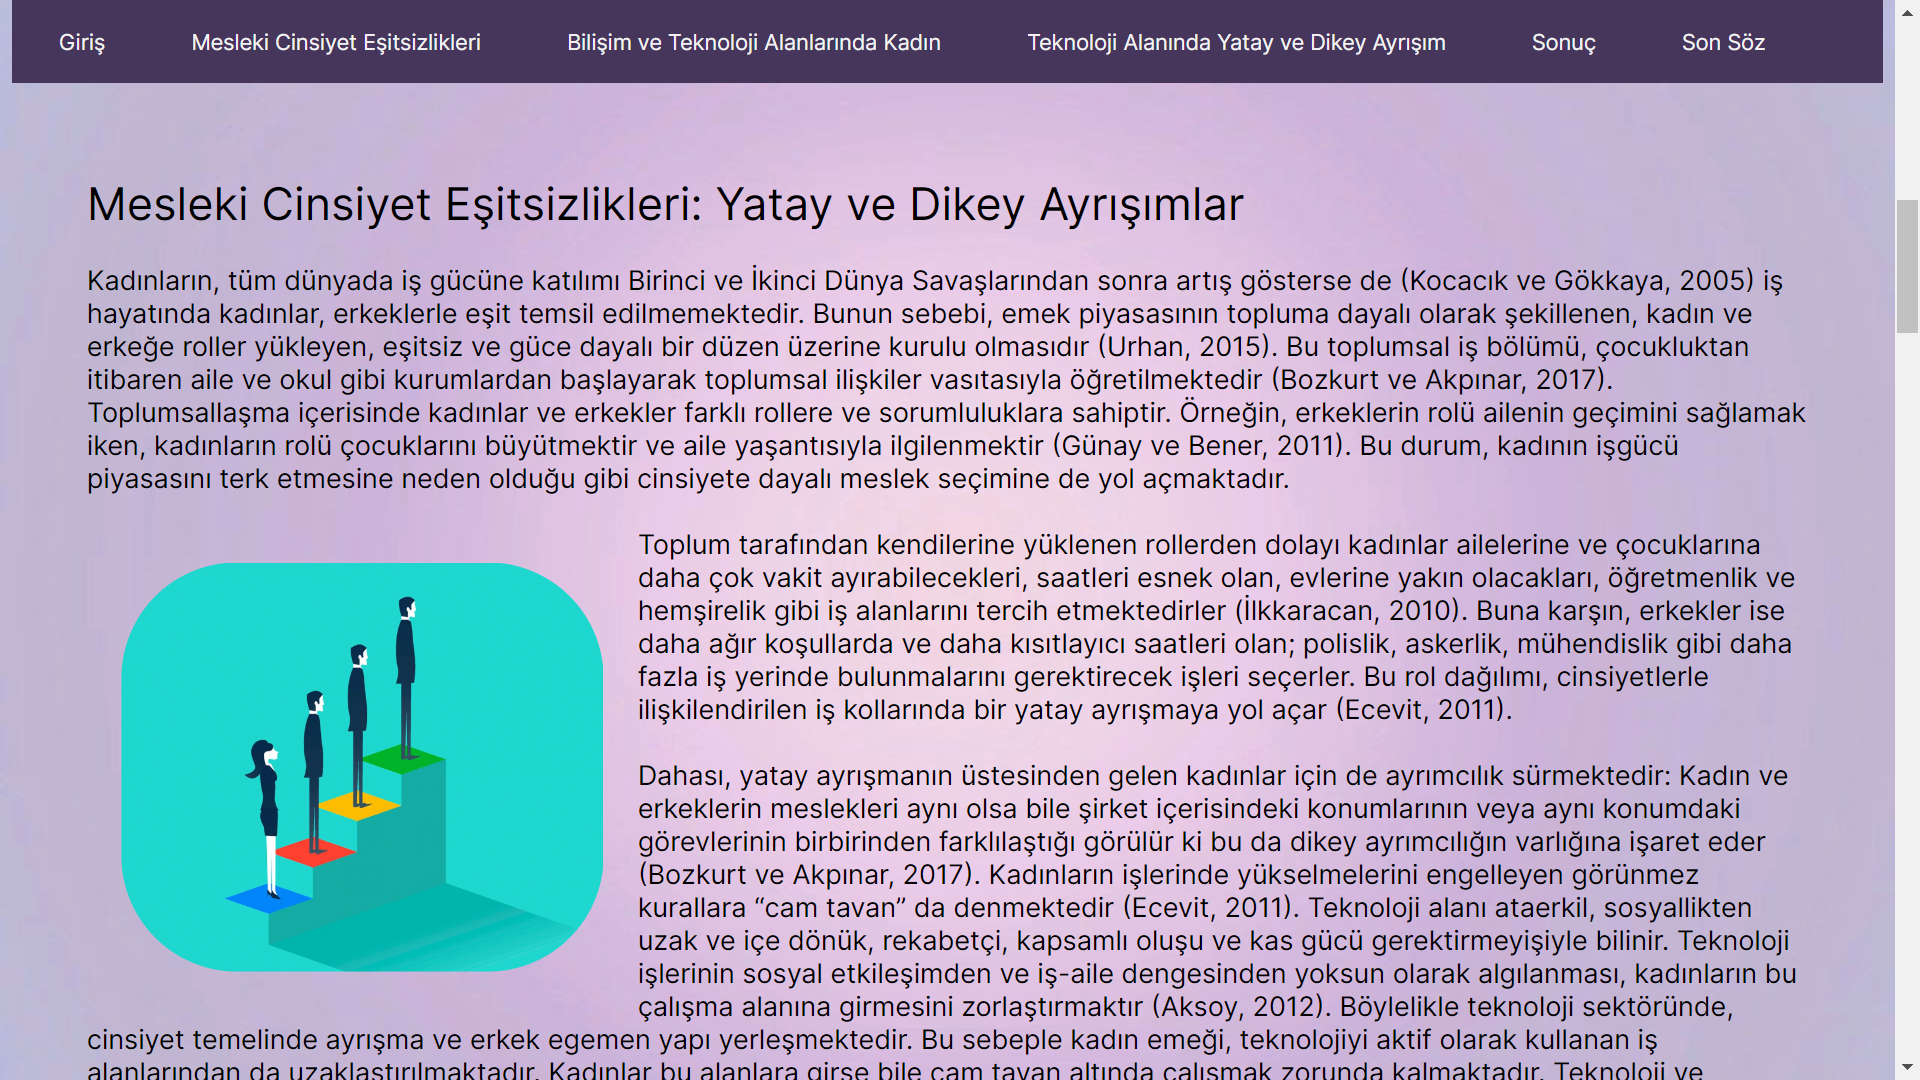 Giriş
Mesleki Cinsiyet Eşitsizlikleri
Bilişim ve Teknoloji Alanlarında Kadın
Teknoloji Alanında Yatay ve Dikey Ayrışım
Sonuç
Son Söz
Mesleki Cinsiyet Eşitsizlikleri: Yatay ve Dikey Ayrışımlar
Kadınların, tüm dünyada iş gücüne katılımı Birinci ve İkinci Dünya Savaşlarından sonra artış gösterse de (Kocacık ve Gökkaya, 2005) iş
hayatında kadınlar, erkeklerle eşit temsil edilmemektedir. Bunun sebebi, emek piyasasının topluma dayalı olarak şekillenen, kadın ve
erkeğe roller yükleyen, eşitsiz ve güce dayalı bir düzen üzerine kurulu olmasıdır (Urhan, 2015). Bu toplumsal iş bölümü, çocukluktan
itibaren aile ve okul gibi kurumlardan başlayarak toplumsal ilişkiler vasıtasıyla öğretilmektedir (Bozkurt ve Akpınar, 2017).
Toplumsallaşma içerisinde kadınlar ve erkekler farklı rollere ve sorumluluklara sahiptir. Örneğin, erkeklerin rolü ailenin geçimini sağlamak
iken, kadınların rolü çocuklarını büyütmektir ve aile yaşantısıyla ilgilenmektir (Günay ve Bener, 2011). Bu durum, kadının işgücü
piyasasını terk etmesine neden olduğu gibi cinsiyete dayalı meslek seçimine de yol açmaktadır.
Toplum tarafından kendilerine yüklenen rollerden dolayı kadınlar ailelerine ve çocuklarına
daha çok vakit ayırabilecekleri, saatleri esnek olan, evlerine yakın olacakları, öğretmenlik ve
hemşirelik gibi iş alanlarını tercih etmektedirler (İlkkaracan, 2010). Buna karşın, erkekler ise
daha ağır koşullarda ve daha kısıtlayıcı saatleri olan; polislik, askerlik, mühendislik gibi daha
fazla iş yerinde bulunmalarını gerektirecek işleri seçerler. Bu rol dağılımı, cinsiyetlerle
ilişkilendirilen iş kollarında bir yatay ayrışmaya yol açar (Ecevit, 2011).
Dahası, yatay ayrışmanın üstesinden gelen kadınlar için de ayrımcılık sürmektedir: Kadın ve
erkeklerin meslekleri aynı olsa bile şirket içerisindeki konumlarının veya aynı konumdaki
görevlerinin birbirinden farklılaştığı görülür ki bu da dikey ayrımcılığın varlığına işaret eder
(Bozkurt ve Akpınar, 2017). Kadınların işlerinde yükselmelerini engelleyen görünmez
kurallara “cam tavan” da denmektedir (Ecevit, 2011). Teknoloji alanı ataerkil, sosyallikten
uzak ve içe dönük, rekabetçi, kapsamlı oluşu ve kas gücü gerektirmeyişiyle bilinir. Teknoloji
işlerinin sosyal etkileşimden ve iş-aile dengesinden yoksun olarak algılanması, kadınların bu
çalışma alanına girmesini zorlaştırmaktır (Aksoy, 2012). Böylelikle teknoloji sektöründe,
cinsiyet temelinde ayrışma ve erkek egemen yapı yerleşmektedir. Bu sebeple kadın emeği, teknolojiyi aktif olarak kullanan iş
alanlarından da uzaklaştırılmaktadır. Kadınlar bu alanlara girse bile cam tavan altında çalışmak zorunda kalmaktadır. Teknoloji ve